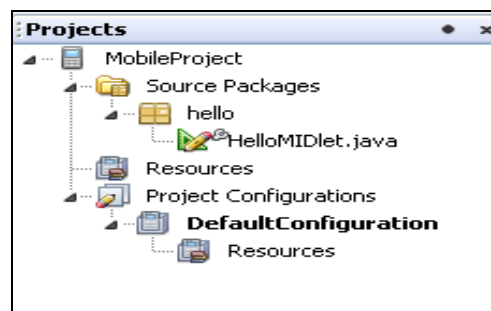 Projects
MobileProject
Source Packages
hello
HelloMIDlet.java
Resources
Project Configurations
DefaultConfiguration
Resources